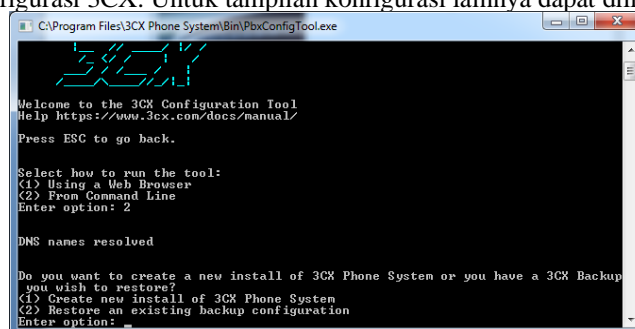 figurasi 3CX. Untuk tampilan konfigurasi lainnya dapat
C:\Program Files\3CX Phone System\Bin\PbxConfigTool.exe
3CX
Welcome to the 3CX Configuration Tool
Help https://www.3cx.com/docs/manual/
Press ESC to go back.
Select how to run the tool:
(1) Using a Web Browser
(2) From Command Line
Enter option: 2
DNS names resolved
Do you want to create a new install of 3CX Phone System or you have a 3CX Backup
you wish to restore?
(1) Create new install of 3CX Phone System
(2) Restore an existing backup configuration
Enter option: _